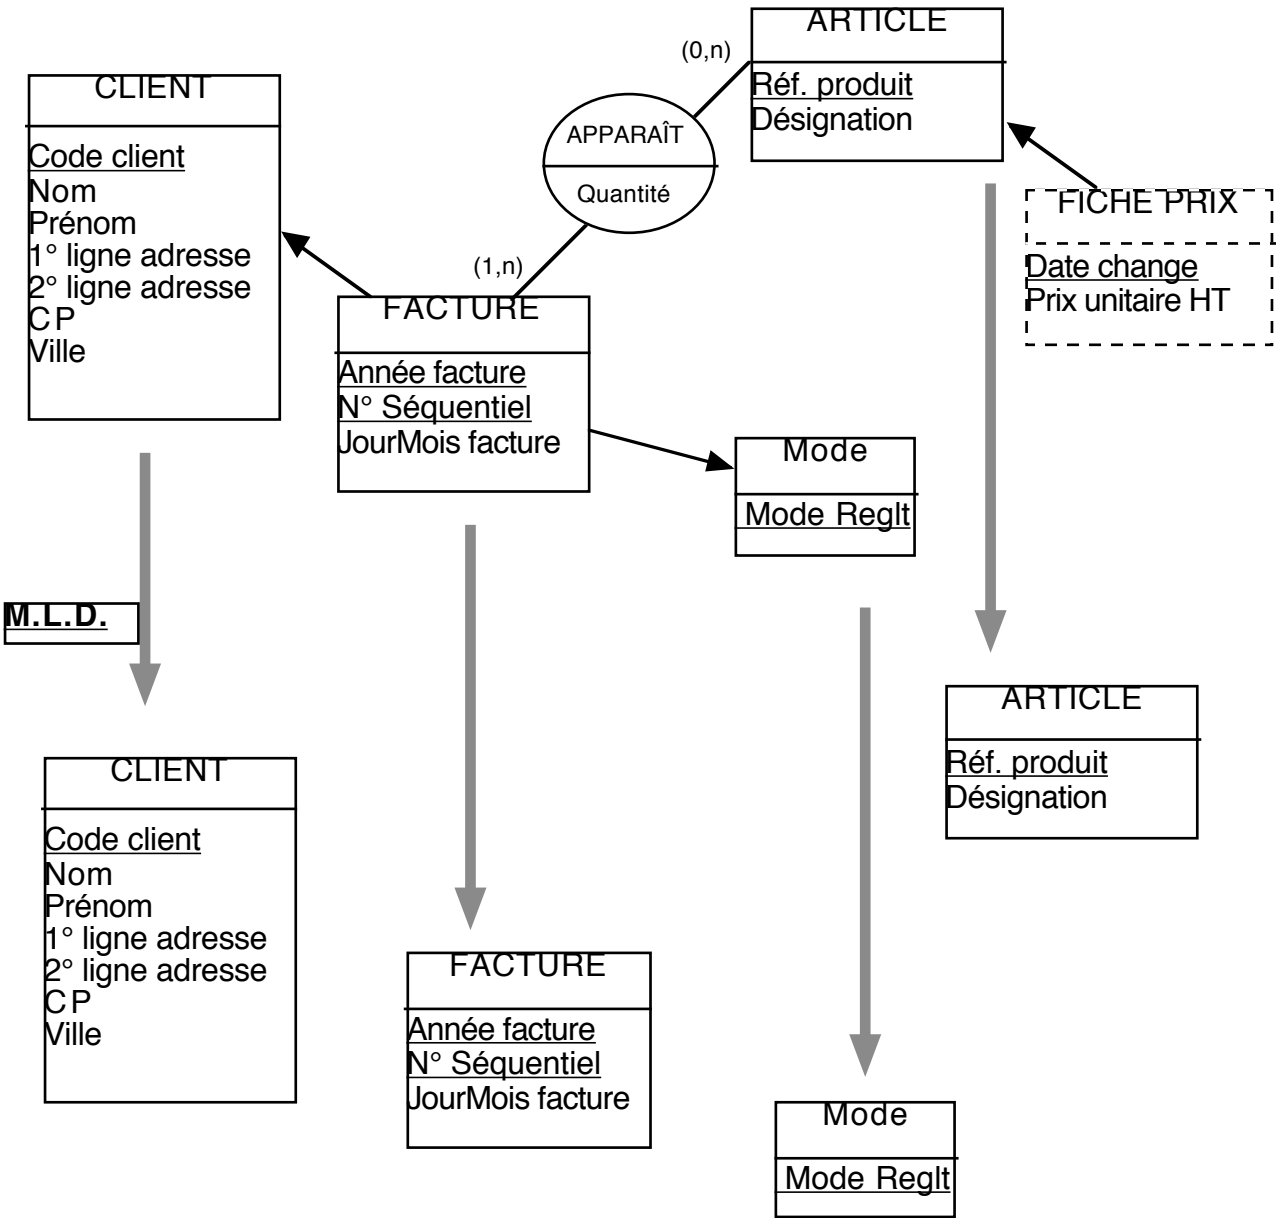 ARTICLE
(0,n)
Réf. produit
Désignation
CLIENT
Code client
Nom
Prénom
1° ligne adresse
2° ligne adresse
CP
Ville
APPARAÎT
Quantité
(1,n)
FICHE PRIX
Date change
Prix unitaire HT
FACTURE
Année facture
N° Séquentiel
JourMois facture
Mode
Mode Reglt
M.L.D.
ARTICLE
Réf. produit
Désignation
CLIENT
Code client
Nom
Prénom
1° ligne adresse
2° ligne adresse
CP
Ville
FACTURE
Année facture
N° Séquentiel
JourMois facture
Mode
Mode Reglt